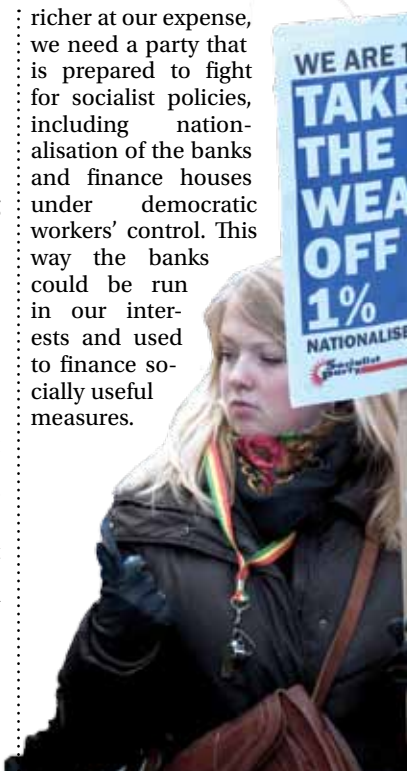 richer at our expense,
we need a party that
is prepared to fight
for socialist policies,
including nation-
alisation of the banks
and finance houses
under democratic
workers' control. This
way the banks
could be run
in our inter-
ests and used
to finance so-
cially useful
measures.
WE ARE T
TAKE
THE
WEA
OFF
1%
NATIONALISE
Socialist
Party